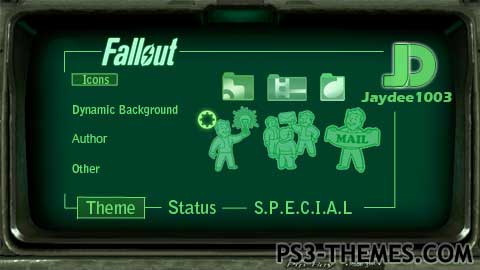 Fallout
Icons
JD
Jaydee1003
Dynamic Background
Author
MAIL
Other
Theme
Status
S.P.E.C.I.A.L
PS3-THEMES.COM